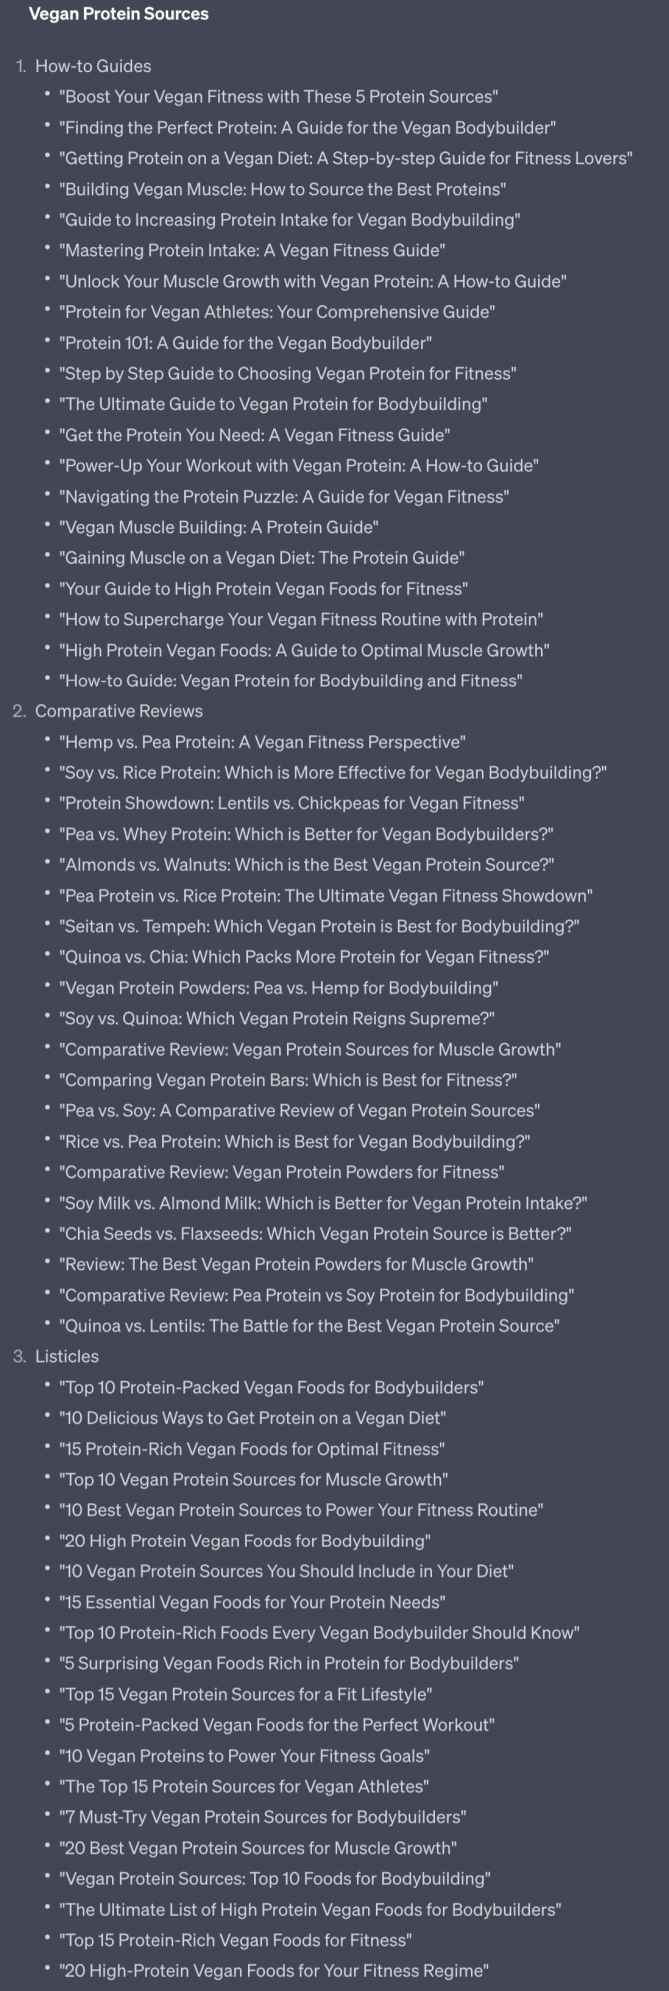 Vegan Protein Sources
1. How-to Guides
• "Boost Your Vegan Fitness with These 5 Protein Sources"
• "Finding the Perfect Protein: A Guide for the Vegan Bodybuilder"
• "Getting Protein on a Vegan Diet: A Step-by-step Guide for Fitness Lovers"
• "Building Vegan Muscle: How to Source the Best Proteins"
• "Guide to Increasing Protein Intake for Vegan Bodybuilding"
• "Mastering Protein Intake: A Vegan Fitness Guide"
• "Unlock Your Muscle Growth with Vegan Protein: A How-to Guide"
• "Protein for Vegan Athletes: Your Comprehensive Guide"
• "Protein 101: A Guide for the Vegan Bodybuilder"
• "Step by Step Guide to Choosing Vegan Protein for Fitness"
• "The Ultimate Guide to Vegan Protein for Bodybuilding"
• "Get the Protein You Need: A Vegan Fitness Guide"
• "Power-Up Your Workout with Vegan Protein: A How-to Guide"
• "Navigating the Protein Puzzle: A Guide for Vegan Fitness"
• "Vegan Muscle Building: A Protein Guide"
• "Gaining Muscle on a Vegan Diet: The Protein Guide"
• "Your Guide to High Protein Vegan Foods for Fitness"
• "How to Supercharge Your Vegan Fitness Routine with Protein"
• "High Protein Vegan Foods: A Guide to Optimal Muscle Growth"
• "How-to Guide: Vegan Protein for Bodybuilding and Fitness"
2. Comparative Reviews
• "Hemp vs. Pea Protein: A Vegan Fitness Perspective"
• "Soy vs. Rice Protein: Which is More Effective for Vegan Bodybuilding?"
• "Protein Showdown: Lentils vs. Chickpeas for Vegan Fitness"
• "Pea vs. Whey Protein: Which is Better for Vegan Bodybuilders?"
• "Almonds vs. Walnuts: Which is the Best Vegan Protein Source?"
• "Pea Protein vs. Rice Protein: The Ultimate Vegan Fitness Showdown"
• "Seitan vs. Tempeh: Which Vegan Protein is Best for Bodybuilding?"
• "Quinoa vs. Chia: Which Packs More Protein for Vegan Fitness?"
• "Vegan Protein Powders: Pea vs. Hemp for Bodybuilding"
• "Soy vs. Quinoa: Which Vegan Protein Reigns Supreme?"
• "Comparative Review: Vegan Protein Sources for Muscle Growth"
• "Comparing Vegan Protein Bars: Which is Best for Fitness?"
• "Pea vs. Soy: A Comparative Review of Vegan Protein Sources"
• "Rice vs. Pea Protein: Which is Best for Vegan Bodybuilding?"
• "Comparative Review: Vegan Protein Powders for Fitness"
• "Soy Milk vs. Almond Milk: Which is Better for Vegan Protein Intake?"
• "Chia Seeds vs. Flaxseeds: Which Vegan Protein Source is Better?"
• "Review: The Best Vegan Protein Powders for Muscle Growth"
• "Comparative Review: Pea Protein vs Soy Protein for Bodybuilding"
• "Quinoa vs. Lentils: The Battle for the Best Vegan Protein Source"
3. Listicles
• "Top 10 Protein-Packed Vegan Foods for Bodybuilders"
• "10 Delicious Ways to Get Protein on a Vegan Diet"
• "15 Protein-Rich Vegan Foods for Optimal Fitness"
• "Top 10 Vegan Protein Sources for Muscle Growth"
• "10 Best Vegan Protein Sources to Power Your Fitness Routine"
• "20 High Protein Vegan Foods for Bodybuilding"
• "10 Vegan Protein Sources You Should Include in Your Diet"
• "15 Essential Vegan Foods for Your Protein Needs"
• "Top 10 Protein-Rich Foods Every Vegan Bodybuilder Should Know"
• "5 Surprising Vegan Foods Rich in Protein for Bodybuilders"
• "Top 15 Vegan Protein Sources for a Fit Lifestyle"
• "5 Protein-Packed Vegan Foods for the Perfect Workout"
• "10 Vegan Proteins to Power Your Fitness Goals"
• "The Top 15 Protein Sources for Vegan Athletes"
• "7 Must-Try Vegan Protein Sources for Bodybuilders"
• "20 Best Vegan Protein Sources for Muscle Growth"
• "Vegan Protein Sources: Top 10 Foods for Bodybuilding"
• "The Ultimate List of High Protein Vegan Foods for Bodybuilders"
• "Top 15 Protein-Rich Vegan Foods for Fitness"
• "20 High-Protein Vegan Foods for Your Fitness Regime"